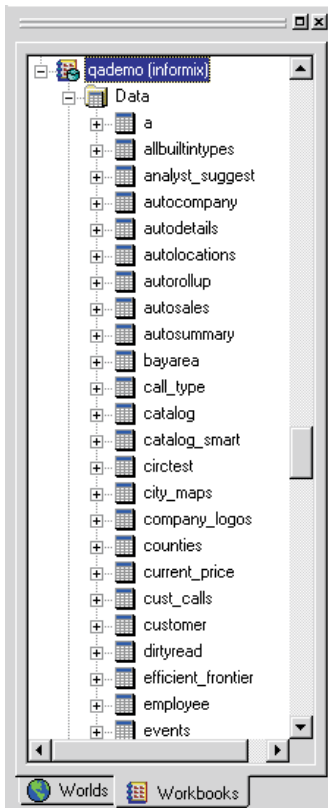 qademo (informix)
Data
a
allbuiltintypes
analyst_suggest
autocompany
autodetails
autolocations
autorollup
autosales
autosummary
bayarea
call_type
catalog
catalog_smart
circtest
city_maps
company_logos
counties
current_price
cust_calls
customer
dirtyread
efficient_frontier
employee
events
Worlds Workbooks